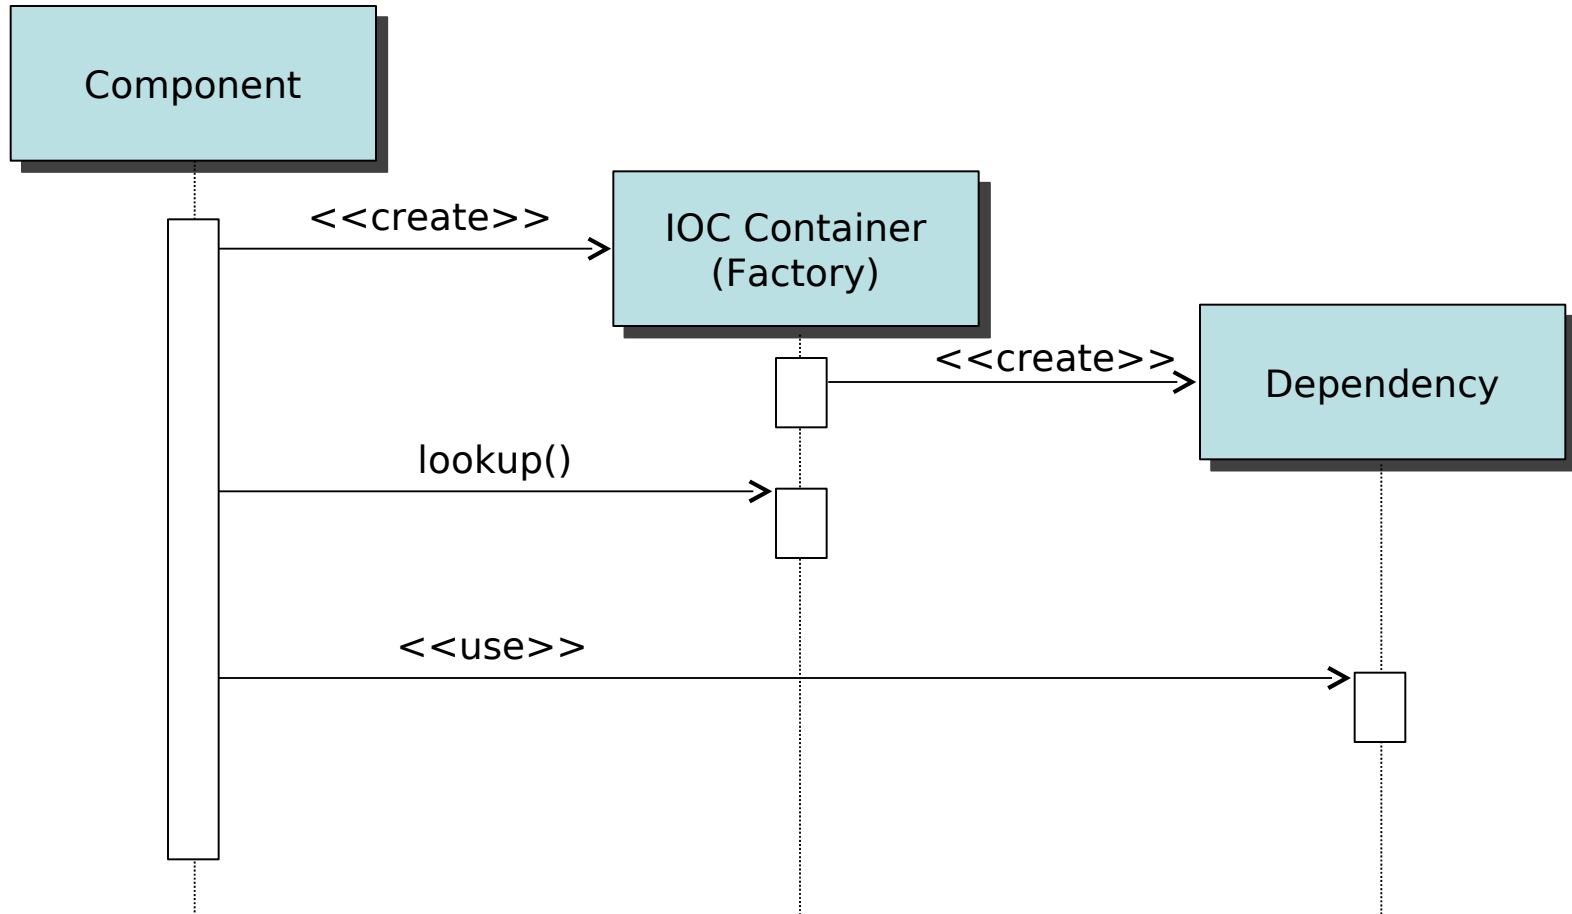 Component
<<create>>
IOC Container
(Factory)
<<create>>
Dependency
lookup()
<<use>>